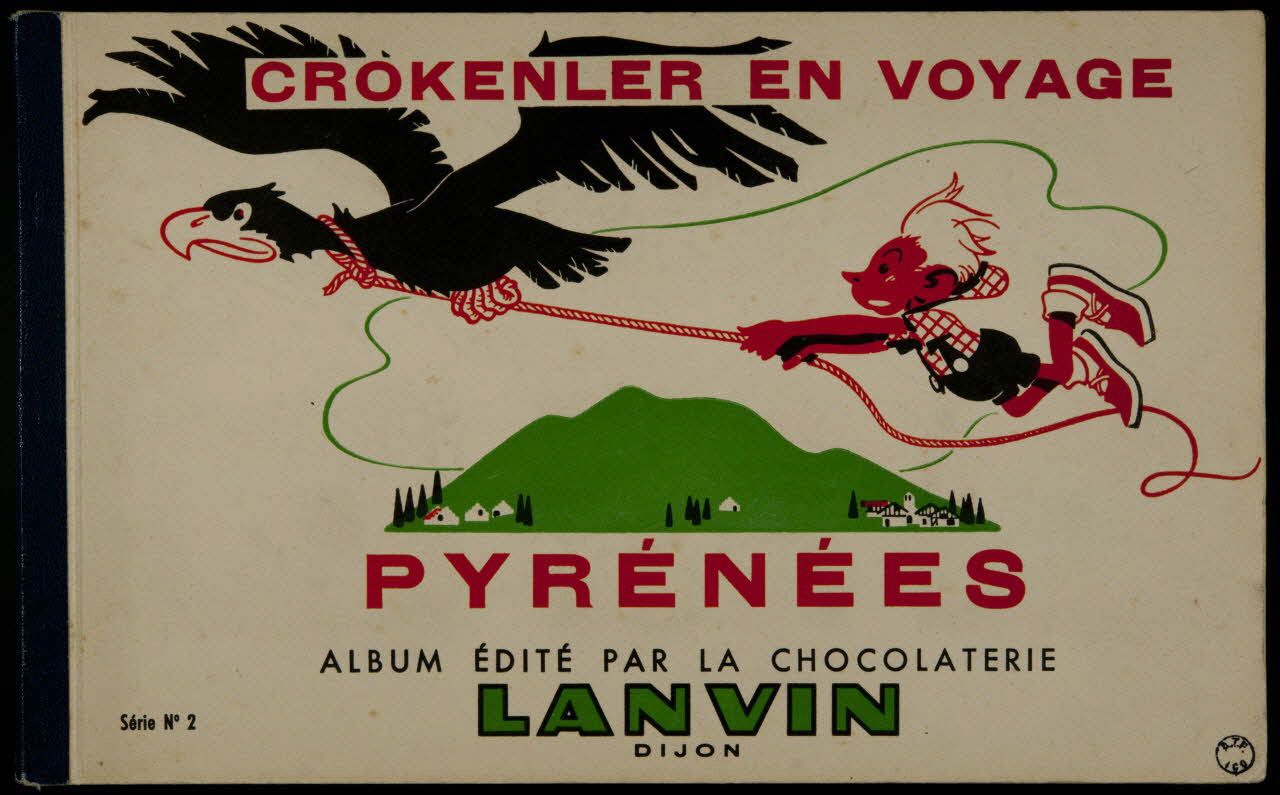 CROKENLER EN VOYAGE
PYRÉNÉES
ALBUM ÉDITÉ PAR LA CHOCOLATERIE
LANVIN
DIJON
Série N° 2
A.T.P.